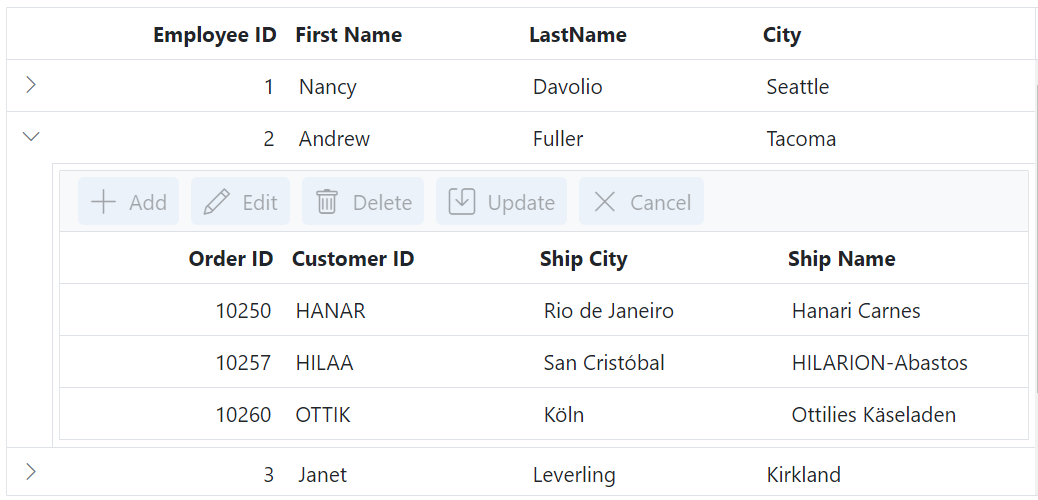 Employee ID First Name LastName City
1 Nancy Davolio Seattle
2 Andrew Fuller Tacoma
Add Edit Delete Update Cancel
Order ID Customer ID Ship City Ship Name
10250 HANAR Rio de Janeiro Hanari Carnes
10257 HILAA San Cristóbal HILARION-Abastos
10260 OTTIK Köln Ottilies Käseladen
3 Janet Leverling Kirkland